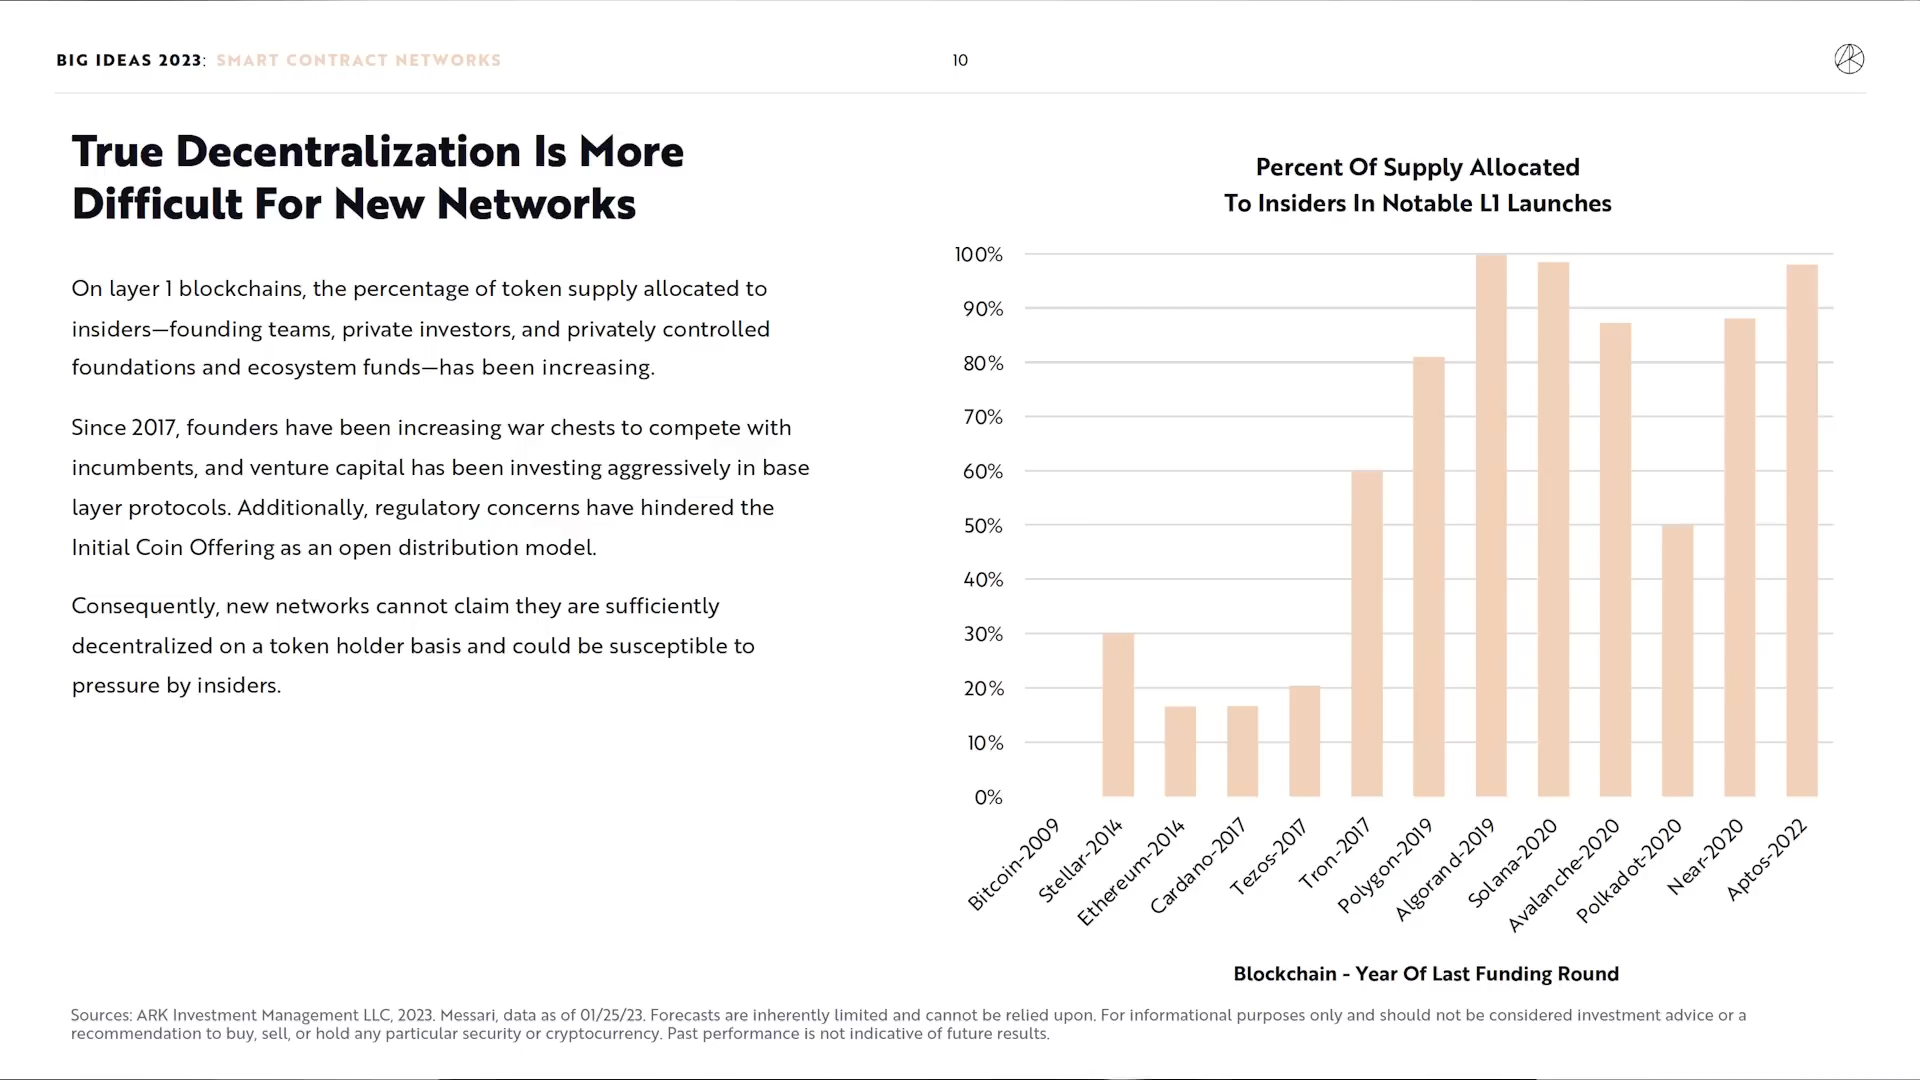 BIG IDEAS 2023: SMART CONTRACT NETWORKS
10
True Decentralization Is More
Difficult For New Networks
On layer 1 blockchains, the percentage of token supply allocated to
insiders—founding teams, private investors, and privately controlled
foundations and ecosystem funds—has been increasing.
Since 2017, founders have been increasing war chests to compete with
incumbents, and venture capital has been investing aggressively in base
layer protocols. Additionally, regulatory concerns have hindered the
Initial Coin Offering as an open distribution model.
Consequently, new networks cannot claim they are sufficiently
decentralized on a token holder basis and could be susceptible to
pressure by insiders.
Percent Of Supply Allocated
To Insiders In Notable L1 Launches
100%
90%
80%
70%
60%
50%
40%
30%
20%
10%
0%
Bitcoin-2009
Stellar-2014
Ethereum-2014
Cardano-2017
Tezos-2017
Tron-2017
Polygon-2019
Algorand-2019
Solana-2020
Avalanche-2020
Polkadot-2020
Near-2020
Aptos-2022
Blockchain - Year Of Last Funding Round
Sources: ARK Investment Management LLC, 2023. Messari, data as of 01/25/23. Forecasts are inherently limited and cannot be relied upon. For informational purposes only and should not be considered investment advice or a
recommendation to buy, sell, or hold any particular security or cryptocurrency. Past performance is not indicative of future results.